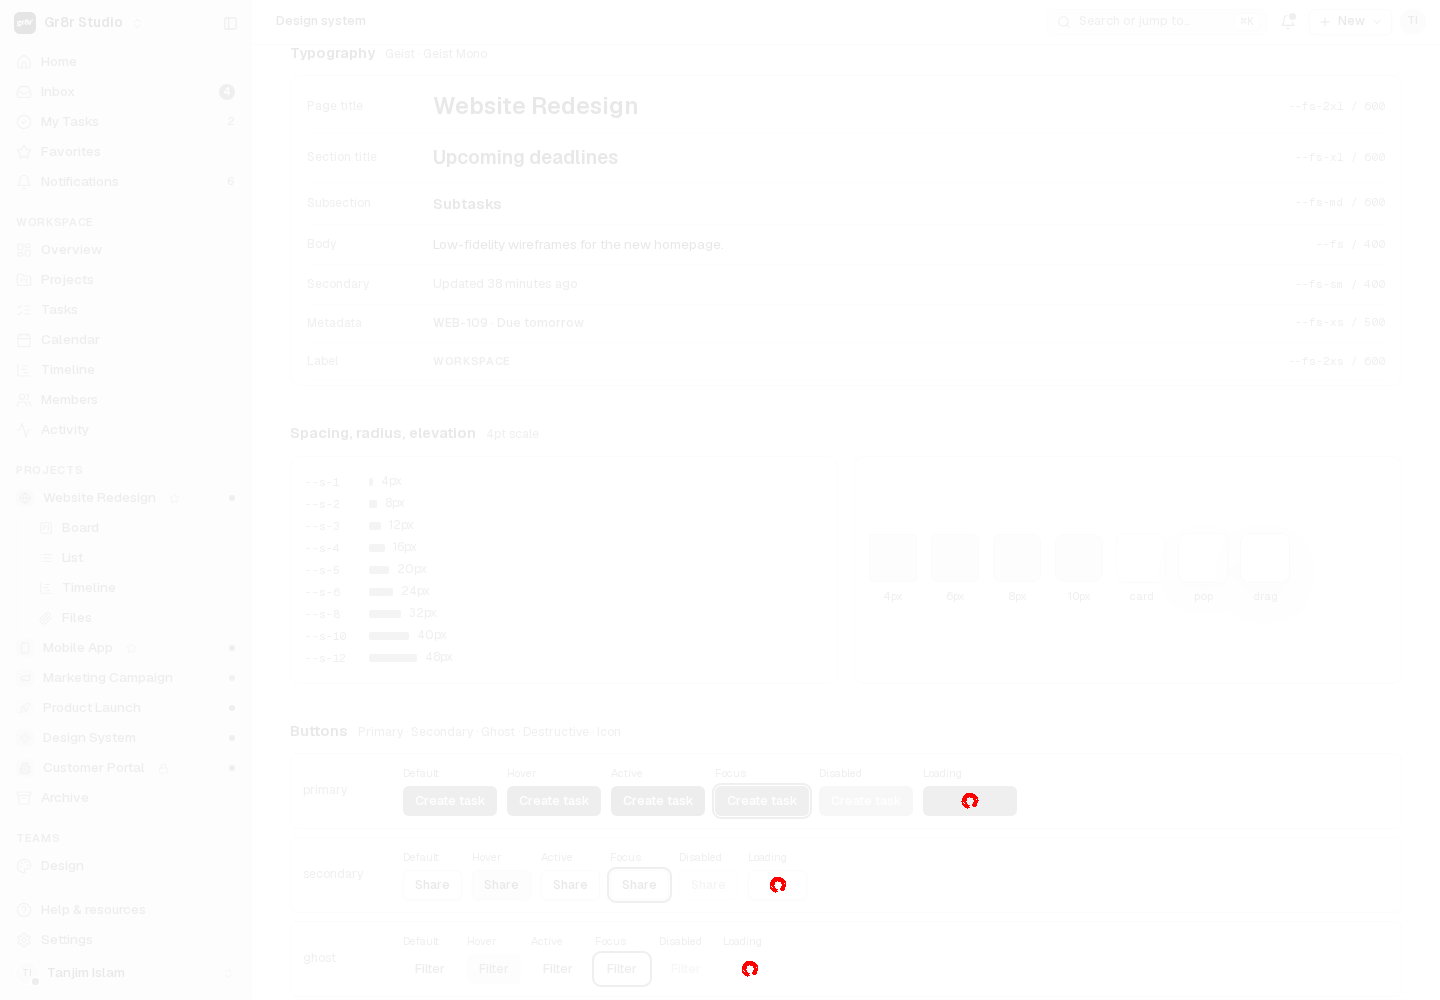 gr8r Gr8r Studio
Design system
Search or jump to...
⌘K
New
TI
Home
Inbox 4
My Tasks 2
Favorites
Notifications 6
WORKSPACE
Overview
Projects
Tasks
Calendar
Timeline
Members
Activity
PROJECTS
Website Redesign
Board
List
Timeline
Files
Mobile App
Marketing Campaign
Product Launch
Design System
Customer Portal
Archive
TEAMS
Design
Help & resources
Settings
TI Tanjim Islam
Typography Geist · Geist Mono
Page title Website Redesign --fs-2xl / 600
Section title Upcoming deadlines --fs-xl / 600
Subsection Subtasks --fs-md / 600
Body Low-fidelity wireframes for the new homepage. --fs / 400
Secondary Updated 38 minutes ago --fs-sm / 400
Metadata WEB-109 · Due tomorrow --fs-xs / 500
Label WORKSPACE --fs-2xs / 600
Spacing, radius, elevation 4pt scale
--s-1 4px
--s-2 8px
--s-3 12px
--s-4 16px
--s-5 20px
--s-6 24px
--s-8 32px
--s-10 40px
--s-12 48px
4px 6px 8px 10px card pop drag
Buttons Primary · Secondary · Ghost · Destructive · Icon
Default Hover Active Focus Disabled Loading
primary Create task Create task Create task Create task Create task
Default Hover Active Focus Disabled Loading
secondary Share Share Share Share Share
Default Hover Active Focus Disabled Loading
ghost Filter Filter Filter Filter Filter